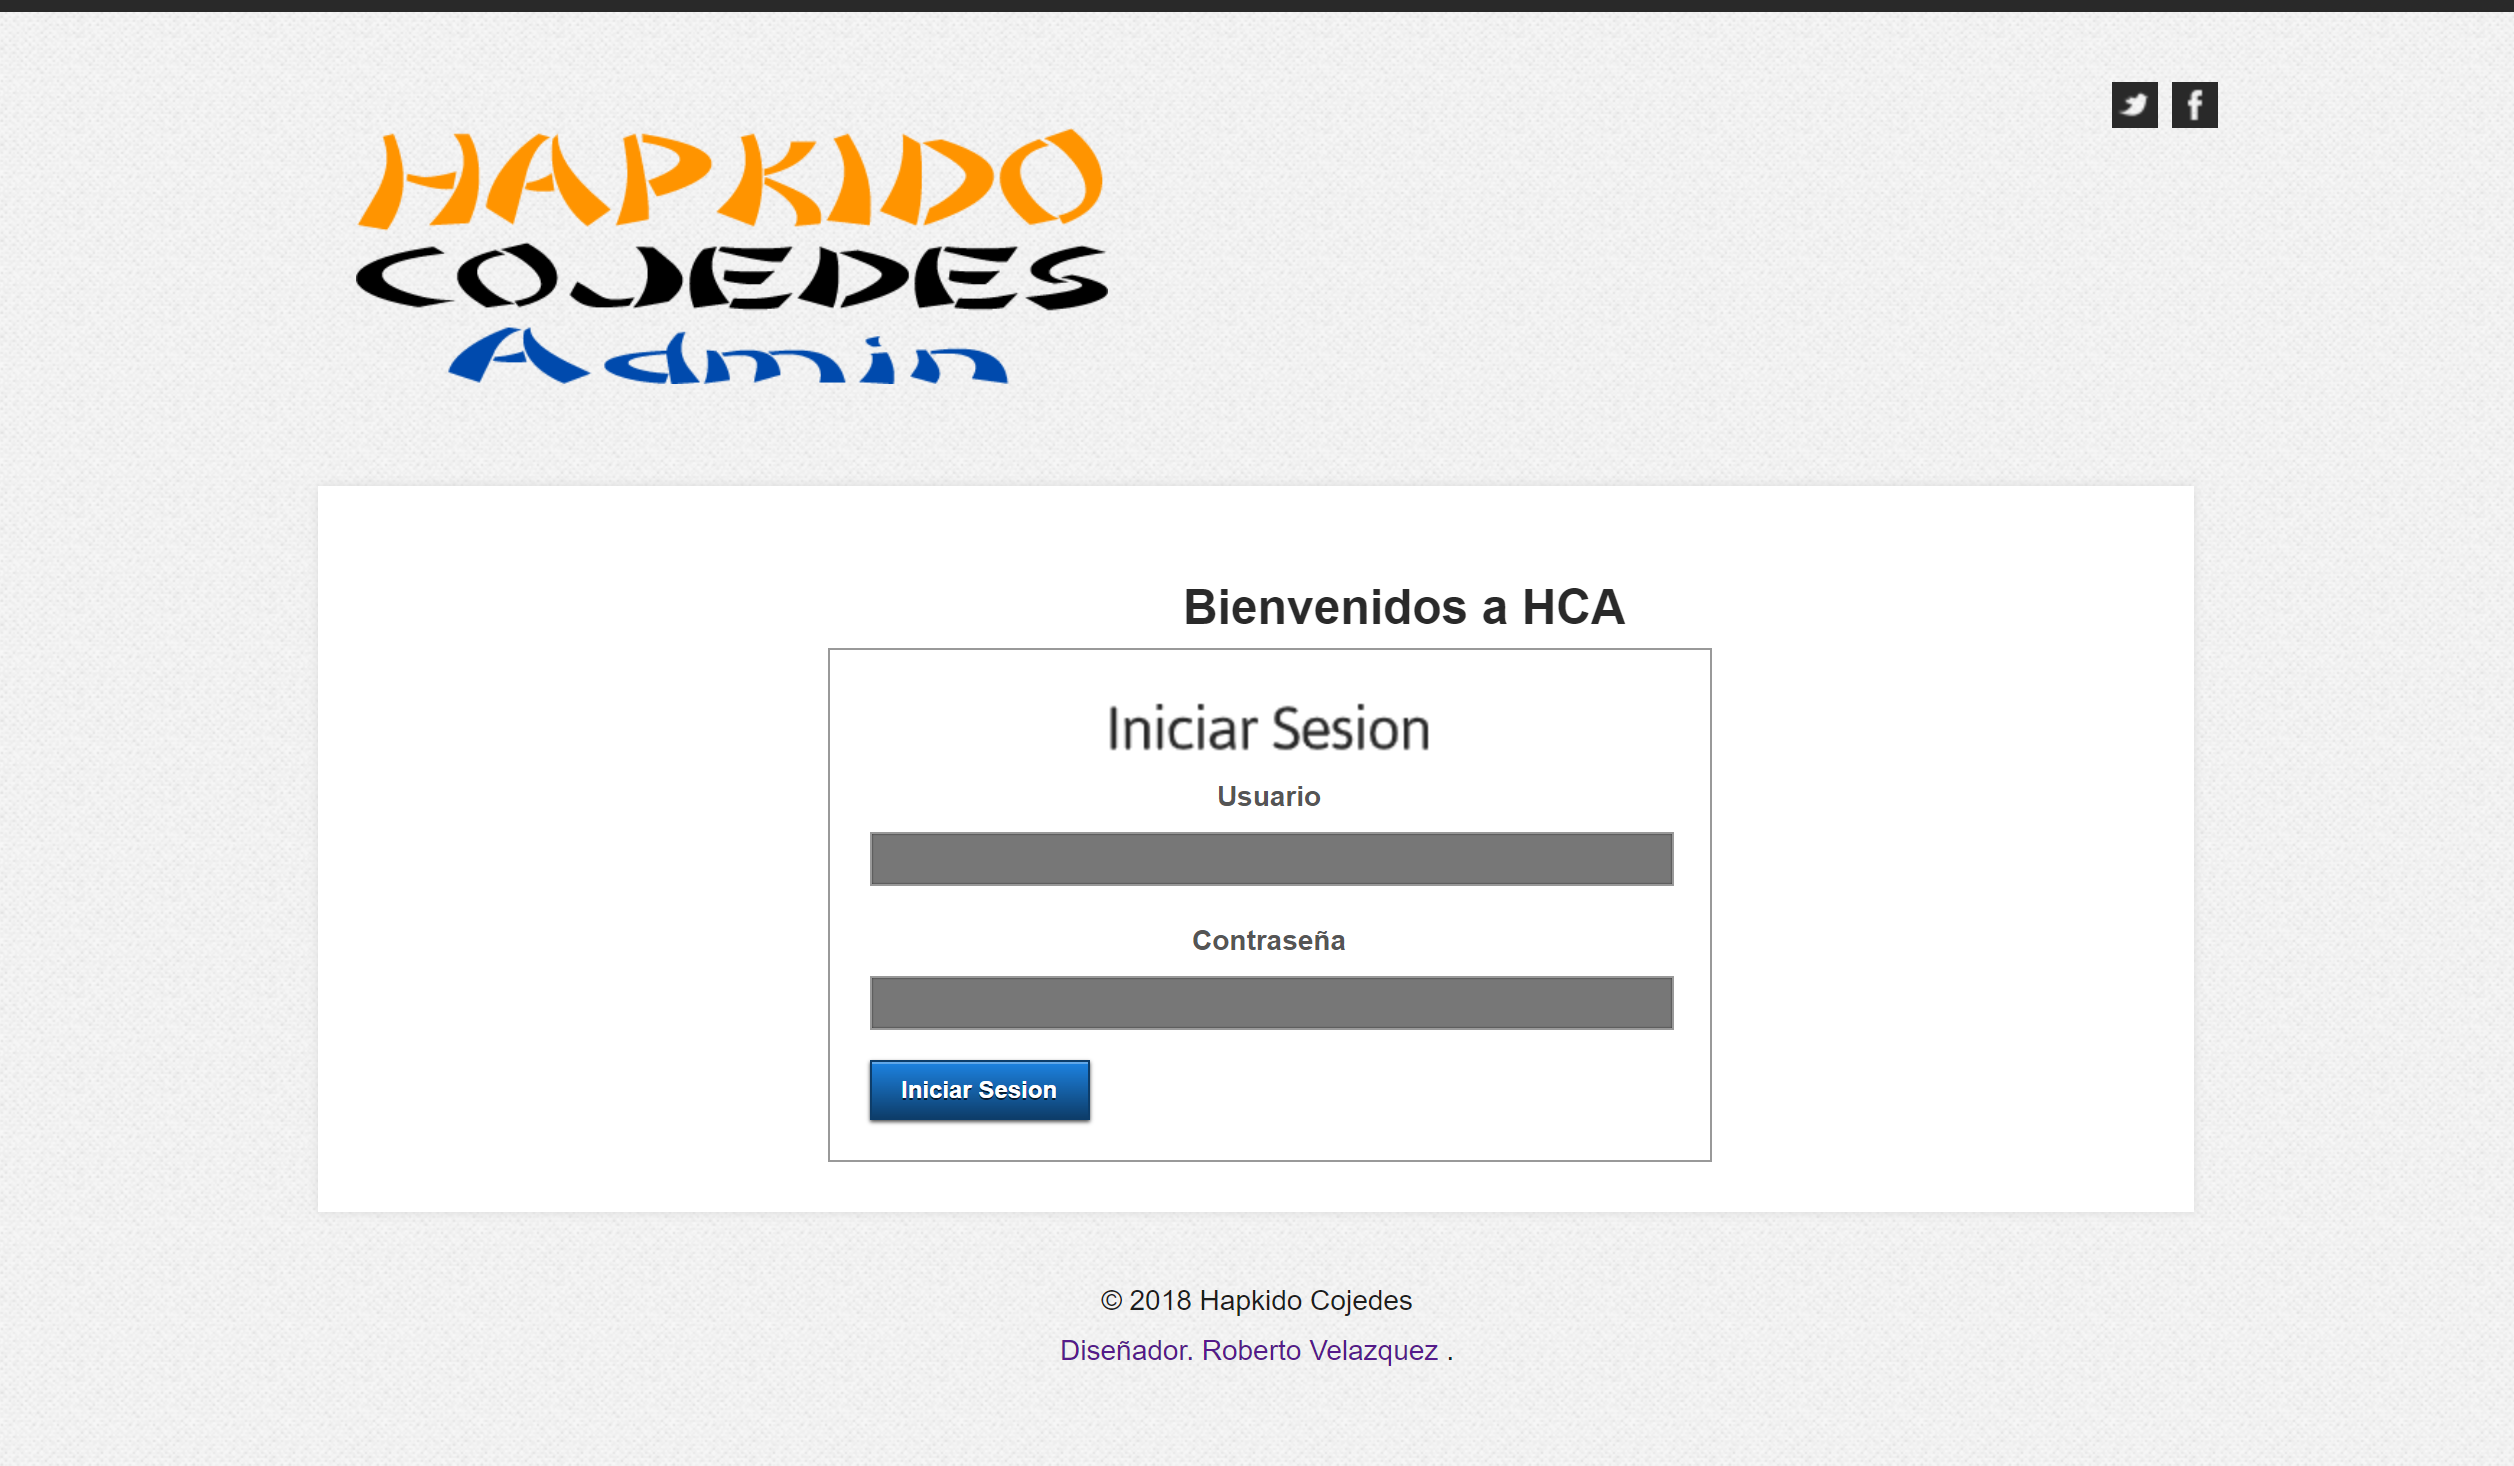 HAPKIDO
COJEDES
Admin
Bienvenidos a HCA
Iniciar Sesion
Usuario
Contraseña
Iniciar Sesion
© 2018 Hapkido Cojedes
Diseñador. Roberto Velazquez .